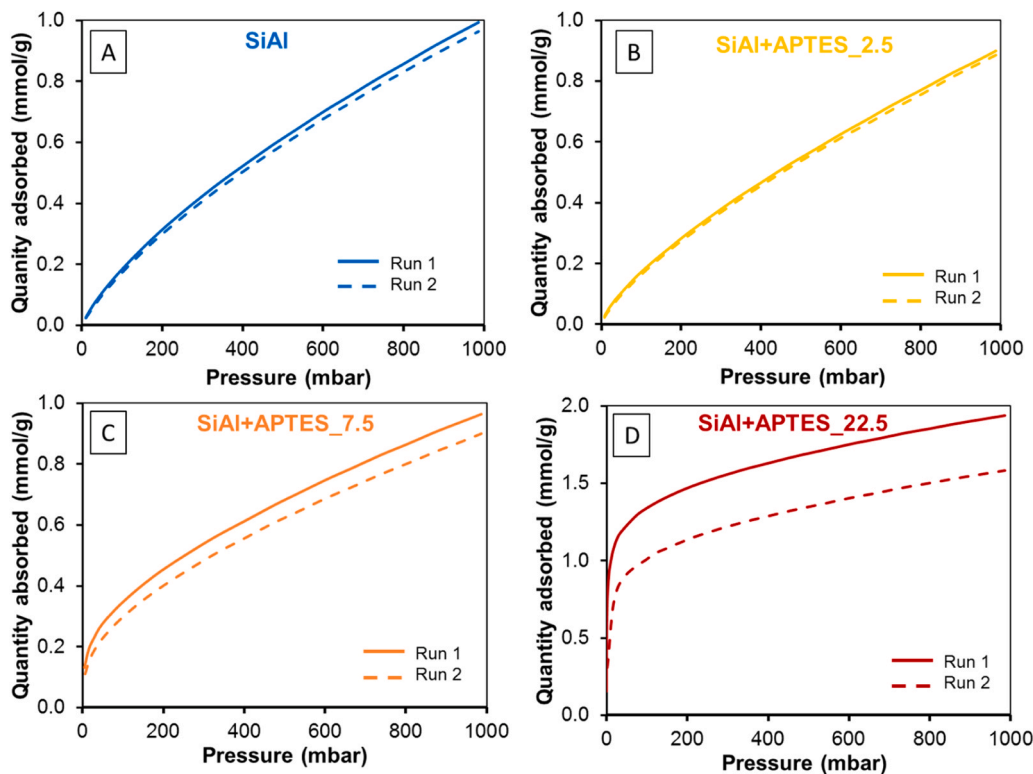 A
SiAl
Quanity adsorbed (mmol/g)
1.0
0.8
0.6
0.4
0.2
0.0
Run 1
Run 2
0 200 400 600 800 1000
Pressure (mbar)
B
SiAl+APTES_2.5
Quantity absorbed (mmol/g)
1.0
0.8
0.6
0.4
0.2
0.0
Run 1
Run 2
0 200 400 600 800 1000
Pressure (mbar)
C
SiAl+APTES_7.5
Quantity absorbed (mmol/g)
1.0
0.8
0.6
0.4
0.2
0.0
Run 1
Run 2
0 200 400 600 800 1000
Pressure (mbar)
D
SiAl+APTES_22.5
Quantity adsorbed (mmol/g)
2.0
1.5
1.0
0.5
0.0
Run 1
Run 2
0 200 400 600 800 1000
Pressure (mbar)